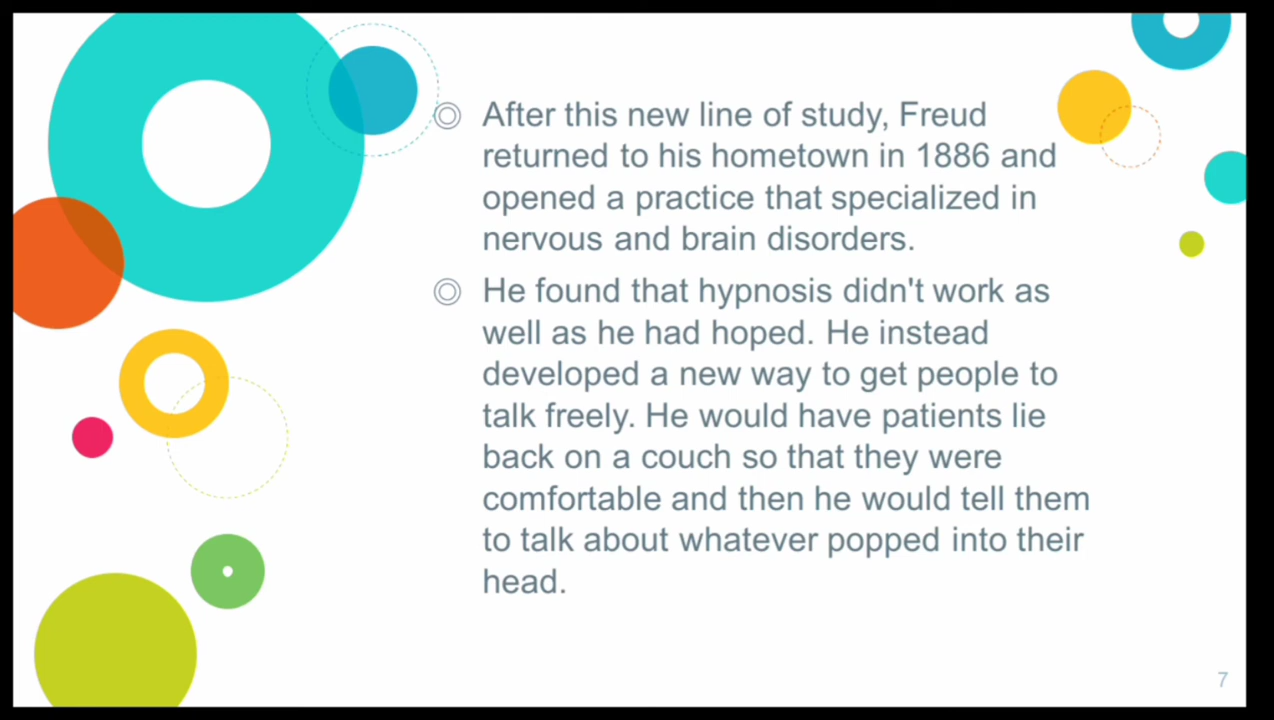 After this new line of study, Freud
returned to his hometown in 1886 and
opened a practice that specialized in
nervous and brain disorders.
He found that hypnosis didn't work as
well as he had hoped. He instead
developed a new way to get people to
talk freely. He would have patients lie
back on a couch so that they were
comfortable and then he would tell them
to talk about whatever popped into their
head.
7